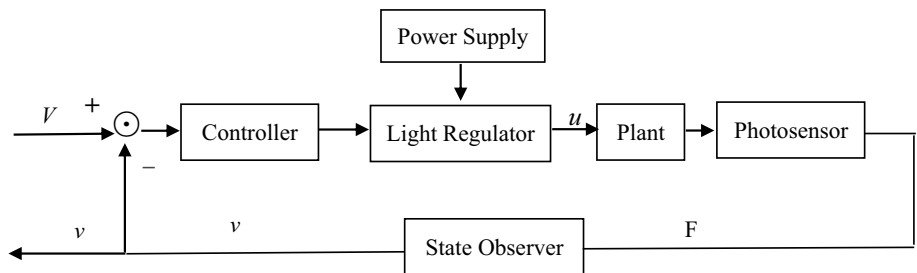 Power Supply
V
+
Controller
Light Regulator
u
Plant
Photosensor
−
v
v
State Observer
F